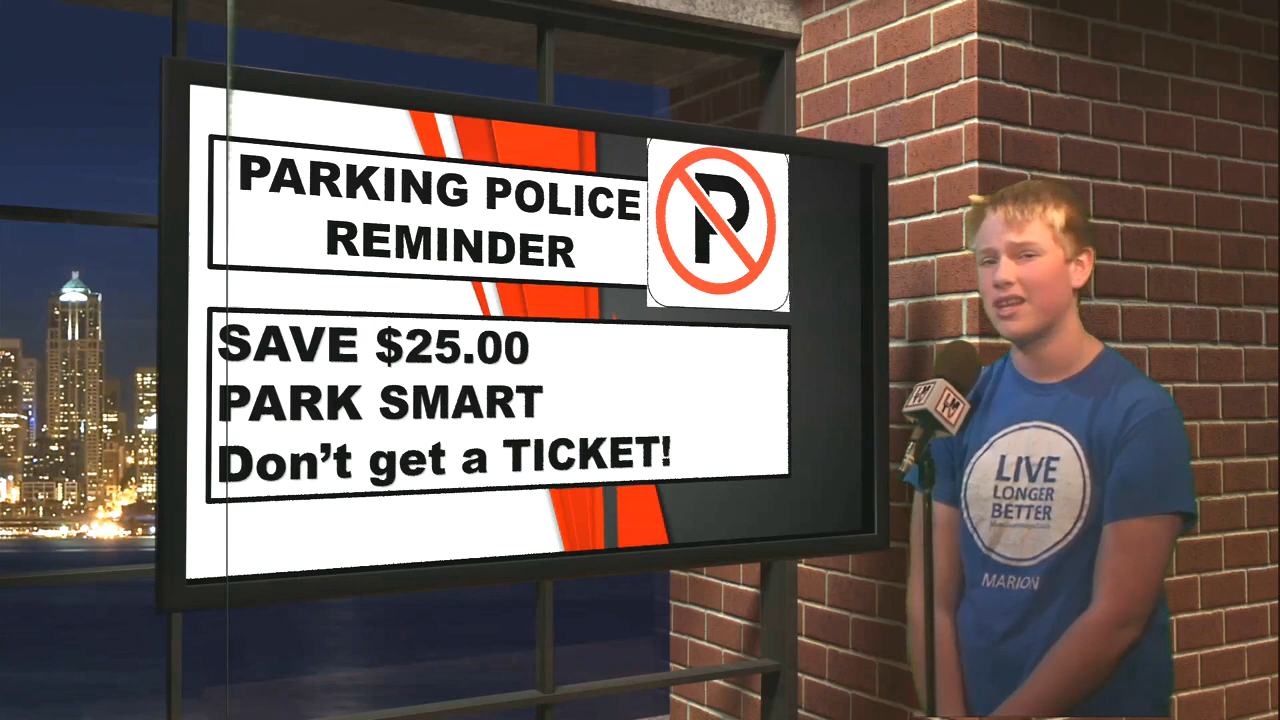 PARKING POLICE
REMINDER
P
SAVE $25.00
PARK SMART
Don't get a TICKET!
LIVE
LONGER
BETTER
MARION